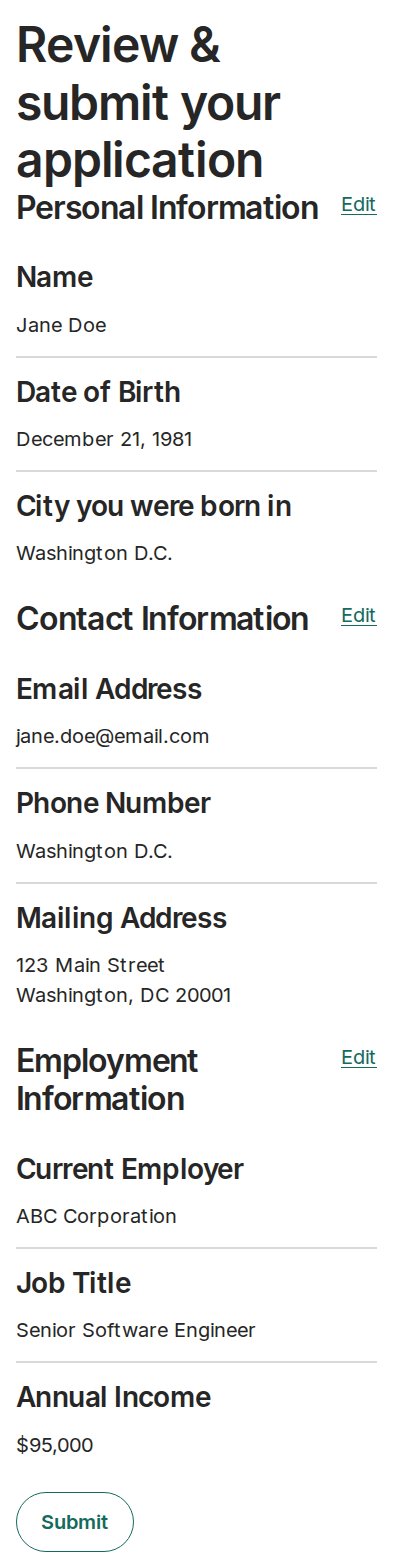 Review &
submit your
application
Personal Information Edit
Name
Jane Doe
Date of Birth
December 21, 1981
City you were born in
Washington D.C.
Contact Information Edit
Email Address
jane.doe@email.com
Phone Number
Washington D.C.
Mailing Address
123 Main Street
Washington, DC 20001
Employment Edit
Information
Current Employer
ABC Corporation
Job Title
Senior Software Engineer
Annual Income
$95,000
Submit